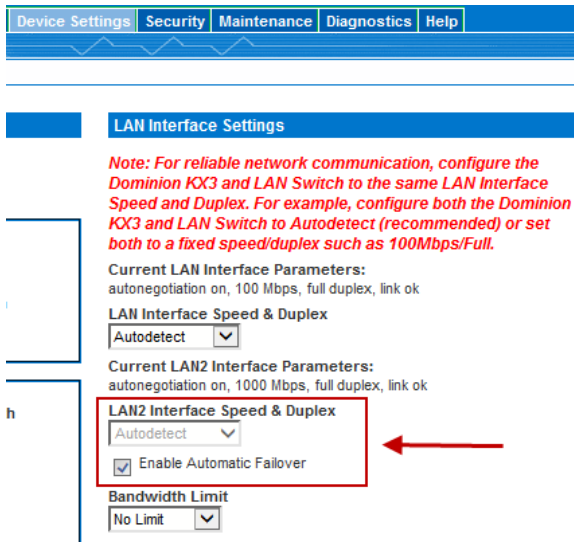 Device Settings Security Maintenance Diagnostics Help
LAN Interface Settings
Note: For reliable network communication, configure the
Dominion KX3 and LAN Switch to the same LAN Interface
Speed and Duplex. For example, configure both the Dominion
KX3 and LAN Switch to Autodetect (recommended) or set
both to a fixed speed/duplex such as 100Mbps/Full.
Current LAN Interface Parameters:
autonegotiation on, 100 Mbps, full duplex, link ok
LAN Interface Speed & Duplex
Autodetect
Current LAN2 Interface Parameters:
autonegotiation on, 1000 Mbps, full duplex, link ok
h
LAN2 Interface Speed & Duplex
Autodetect
Enable Automatic Failover
Bandwidth Limit
No Limit